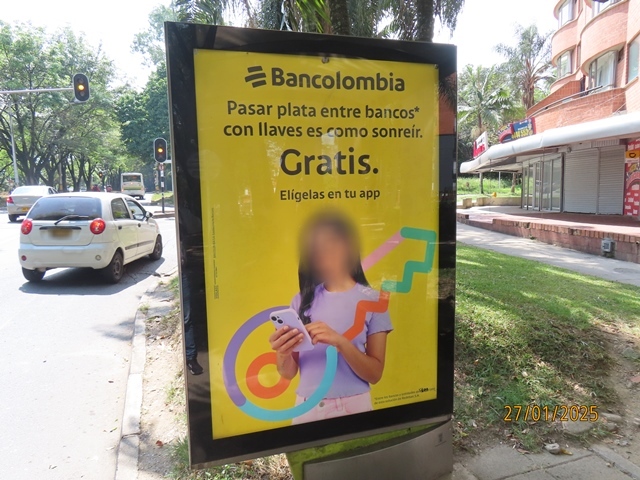 Bancolombia
Pasar plata entre bancos*
con llaves es como sonreír.
Gratis.
Elígelas en tu app
27/01/2025